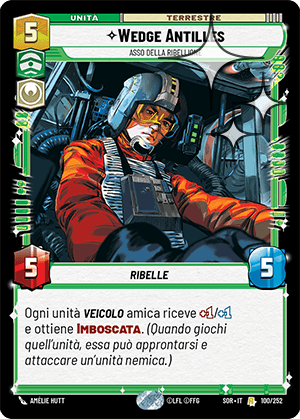 UNITÀ
TERRESTRE
5
Wedge Antilles
ASSO DELLA RIBELLIONE
5
5
RIBELLE
Ogni unità VEICOLO amica riceve +1/+1
e ottiene IMBOSCATA. (Quando giochi
quell'unità, essa può approntarsi e
attaccare un'unità nemica.)
AMÉLIE HUTT
©LFL ©FFG
SOR • IT
R
100/252